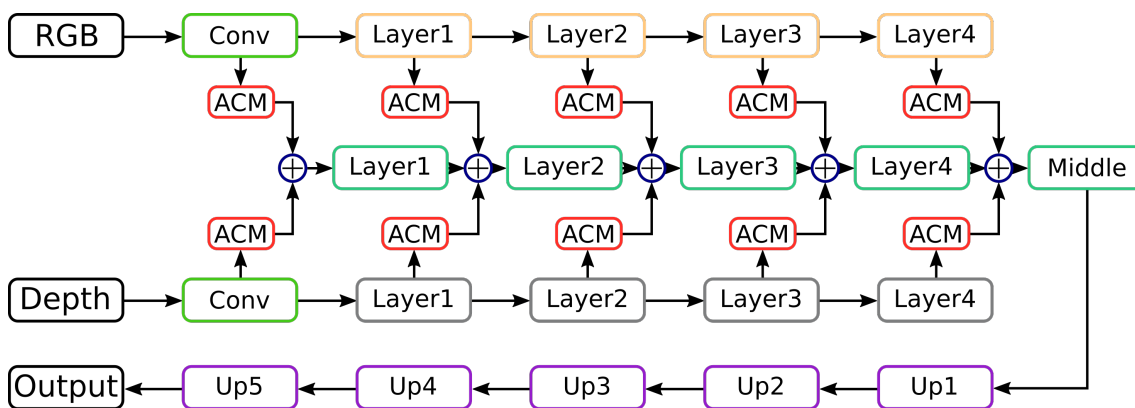 RGB Conv Layer1 Layer2 Layer3 Layer4
ACM ACM ACM ACM ACM
Layer1 Layer2 Layer3 Layer4 Middle
ACM ACM ACM ACM ACM
Depth Conv Layer1 Layer2 Layer3 Layer4
Output Up5 Up4 Up3 Up2 Up1